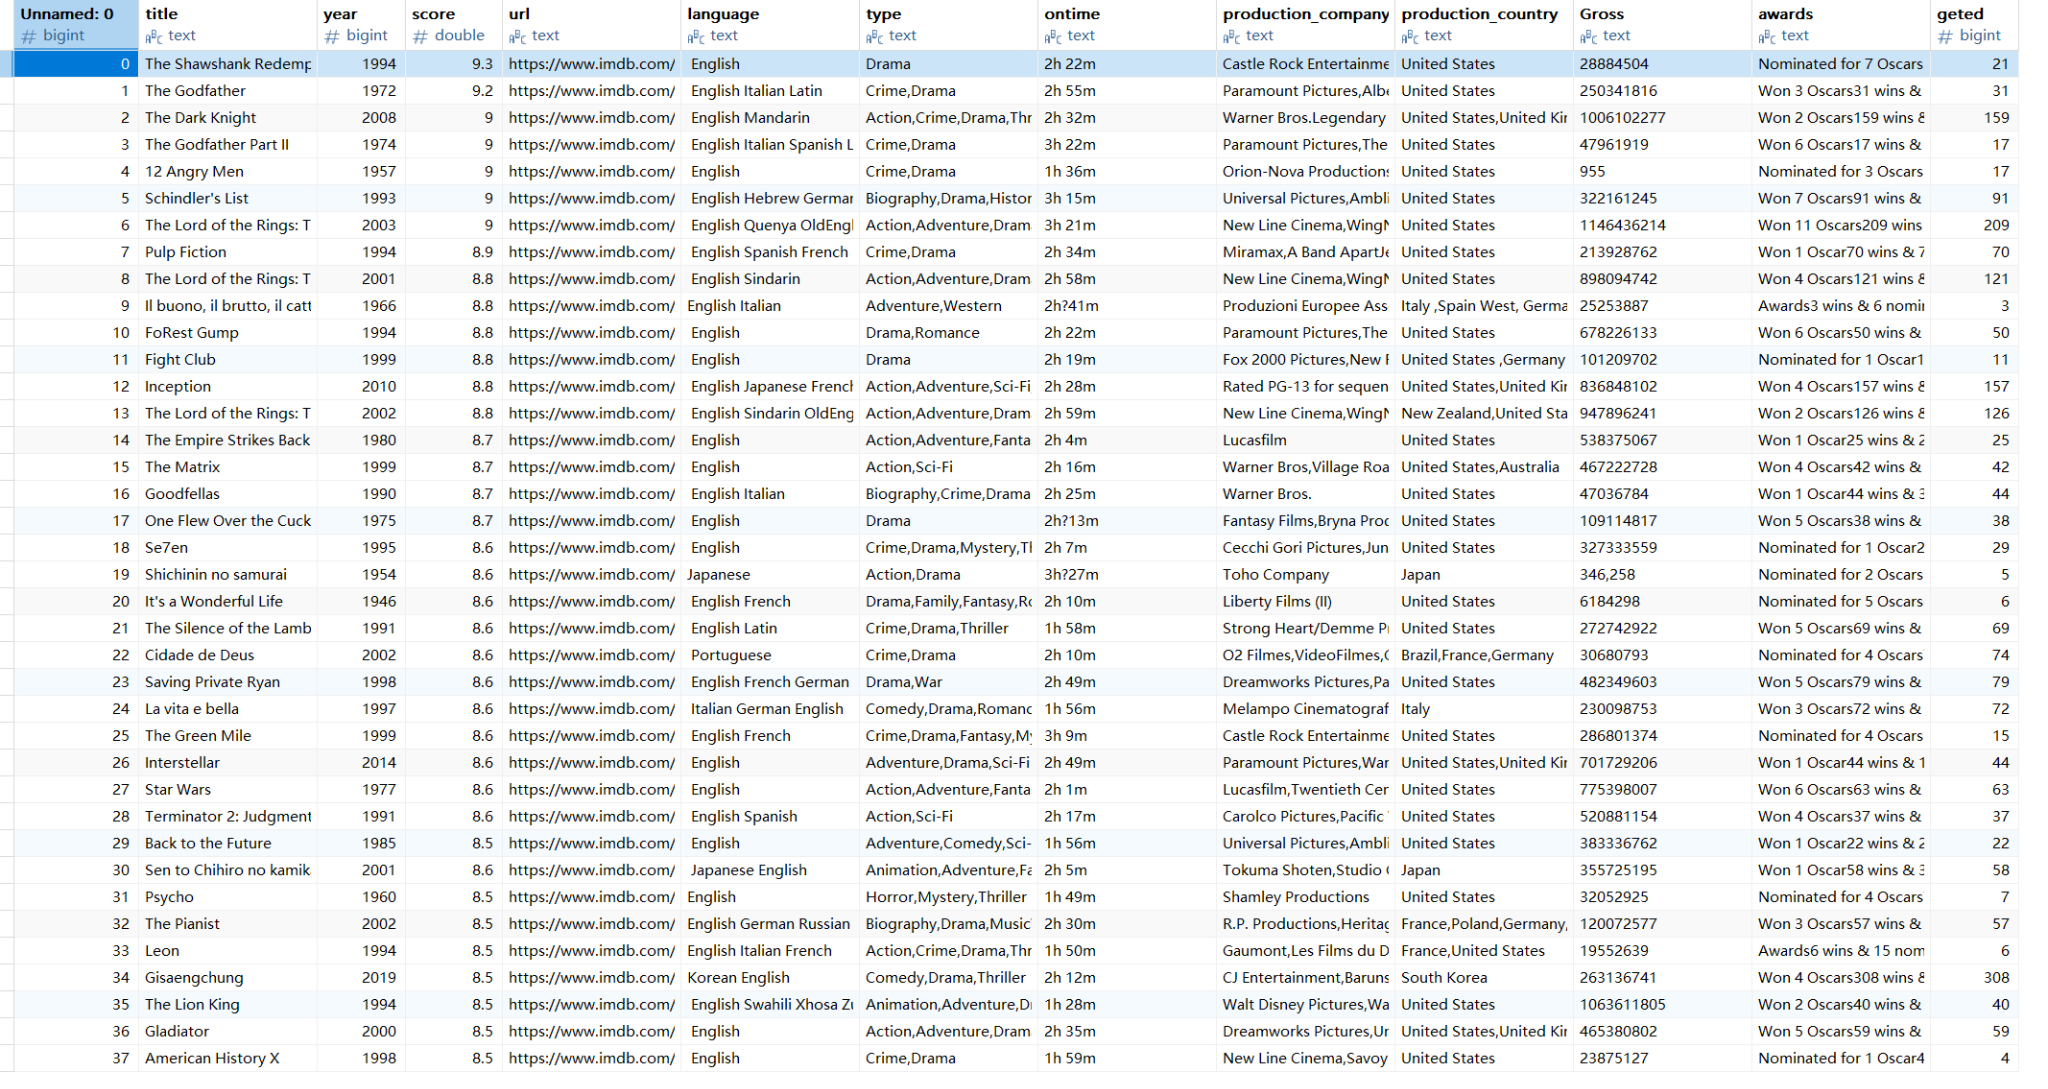 Unnamed: 0 title year score url language type ontime production_company production_country Gross awards geted
# bigint ABC text # bigint # double ABC text ABC text ABC text ABC text ABC text ABC text ABC text ABC text # bigint
0 The Shawshank Redemp 1994 9.3 https://www.imdb.com/ English Drama 2h 22m Castle Rock Entertainme United States 28884504 Nominated for 7 Oscars 21
1 The Godfather 1972 9.2 https://www.imdb.com/ English Italian Latin Crime,Drama 2h 55m Paramount Pictures,Albe United States 250341816 Won 3 Oscars31 wins & 31
2 The Dark Knight 2008 9 https://www.imdb.com/ English Mandarin Action,Crime,Drama,Thr 2h 32m Warner Bros.Legendary United States,United Kin 1006102277 Won 2 Oscars159 wins & 159
3 The Godfather Part II 1974 9 https://www.imdb.com/ English Italian Spanish L Crime,Drama 3h 22m Paramount Pictures,The United States 47961919 Won 6 Oscars17 wins & 17
4 12 Angry Men 1957 9 https://www.imdb.com/ English Crime,Drama 1h 36m Orion-Nova Productions United States 955 Nominated for 3 Oscars 17
5 Schindler's List 1993 9 https://www.imdb.com/ English Hebrew German Biography,Drama,Histor 3h 15m Universal Pictures,Ambli United States 322161245 Won 7 Oscars91 wins & 91
6 The Lord of the Rings: T 2003 9 https://www.imdb.com/ English Quenya OldEngl Action,Adventure,Dram 3h 21m New Line Cinema,WingN United States 1146436214 Won 11 Oscars209 wins 209
7 Pulp Fiction 1994 8.9 https://www.imdb.com/ English Spanish French Crime,Drama 2h 34m Miramax,A Band ApartJe United States 213928762 Won 1 Oscar70 wins & 7 70
8 The Lord of the Rings: T 2001 8.8 https://www.imdb.com/ English Sindarin Action,Adventure,Dram 2h 58m New Line Cinema,WingN United States 898094742 Won 4 Oscars121 wins & 121
9 Il buono, il brutto, il catt 1966 8.8 https://www.imdb.com/ English Italian Adventure,Western 2h?41m Produzioni Europee Ass Italy ,Spain West, Germa 25253887 Awards3 wins & 6 nomin 3
10 FoRest Gump 1994 8.8 https://www.imdb.com/ English Drama,Romance 2h 22m Paramount Pictures,The United States 678226133 Won 6 Oscars50 wins & 50
11 Fight Club 1999 8.8 https://www.imdb.com/ English Drama 2h 19m Fox 2000 Pictures,New F United States ,Germany 101209702 Nominated for 1 Oscar1 11
12 Inception 2010 8.8 https://www.imdb.com/ English Japanese French Action,Adventure,Sci-Fi 2h 28m Rated PG-13 for sequen United States,United Kin 836848102 Won 4 Oscars157 wins & 157
13 The Lord of the Rings: T 2002 8.8 https://www.imdb.com/ English Sindarin OldEng Action,Adventure,Dram 2h 59m New Line Cinema,WingN New Zealand,United Sta 947896241 Won 2 Oscars126 wins & 126
14 The Empire Strikes Back 1980 8.7 https://www.imdb.com/ English Action,Adventure,Fanta 2h 4m Lucasfilm United States 538375067 Won 1 Oscar25 wins & 2 25
15 The Matrix 1999 8.7 https://www.imdb.com/ English Action,Sci-Fi 2h 16m Warner Bros,Village Roa United States,Australia 467222728 Won 4 Oscars42 wins & 42
16 Goodfellas 1990 8.7 https://www.imdb.com/ English Italian Biography,Crime,Drama 2h 25m Warner Bros. United States 47036784 Won 1 Oscar44 wins & 3 44
17 One Flew Over the Cuck 1975 8.7 https://www.imdb.com/ English Drama 2h?13m Fantasy Films,Bryna Proc United States 109114817 Won 5 Oscars38 wins & 38
18 Se7en 1995 8.6 https://www.imdb.com/ English Crime,Drama,Mystery,Tl 2h 7m Cecchi Gori Pictures,Jun United States 327333559 Nominated for 1 Oscar2 29
19 Shichinin no samurai 1954 8.6 https://www.imdb.com/ Japanese Action,Drama 3h?27m Toho Company Japan 346,258 Nominated for 2 Oscars 5
20 It's a Wonderful Life 1946 8.6 https://www.imdb.com/ English French Drama,Family,Fantasy,Ro 2h 10m Liberty Films (II) United States 6184298 Nominated for 5 Oscars 6
21 The Silence of the Lamb 1991 8.6 https://www.imdb.com/ English Latin Crime,Drama,Thriller 1h 58m Strong Heart/Demme Pr United States 272742922 Won 5 Oscars69 wins & 69
22 Cidade de Deus 2002 8.6 https://www.imdb.com/ Portuguese Crime,Drama 2h 10m O2 Filmes,VideoFilmes,G Brazil,France,Germany 30680793 Nominated for 4 Oscars 74
23 Saving Private Ryan 1998 8.6 https://www.imdb.com/ English French German Drama,War 2h 49m Dreamworks Pictures,Pa United States 482349603 Won 5 Oscars79 wins & 79
24 La vita e bella 1997 8.6 https://www.imdb.com/ Italian German English Comedy,Drama,Romanc 1h 56m Melampo Cinematograf Italy 230098753 Won 3 Oscars72 wins & 72
25 The Green Mile 1999 8.6 https://www.imdb.com/ English French Crime,Drama,Fantasy,My 3h 9m Castle Rock Entertainme United States 286801374 Nominated for 4 Oscars 15
26 Interstellar 2014 8.6 https://www.imdb.com/ English Adventure,Drama,Sci-Fi 2h 49m Paramount Pictures,War United States,United Kin 701729206 Won 1 Oscar44 wins & 1 44
27 Star Wars 1977 8.6 https://www.imdb.com/ English Action,Adventure,Fanta 2h 1m Lucasfilm,Twentieth Cer United States 775398007 Won 6 Oscars63 wins & 63
28 Terminator 2: Judgment 1991 8.6 https://www.imdb.com/ English Spanish Action,Sci-Fi 2h 17m Carolco Pictures,Pacific United States 520881154 Won 4 Oscars37 wins & 37
29 Back to the Future 1985 8.5 https://www.imdb.com/ English Adventure,Comedy,Sci- 1h 56m Universal Pictures,Ambli United States 383336762 Won 1 Oscar22 wins & 2 22
30 Sen to Chihiro no kamik 2001 8.6 https://www.imdb.com/ Japanese English Animation,Adventure,Fa 2h 5m Tokuma Shoten,Studio G Japan 355725195 Won 1 Oscar58 wins & 3 58
31 Psycho 1960 8.5 https://www.imdb.com/ English Horror,Mystery,Thriller 1h 49m Shamley Productions United States 32052925 Nominated for 4 Oscars 7
32 The Pianist 2002 8.5 https://www.imdb.com/ English German Russian Biography,Drama,Music 2h 30m R.P. Productions,Heritag France,Poland,Germany, 120072577 Won 3 Oscars57 wins & 57
33 Leon 1994 8.5 https://www.imdb.com/ English Italian French Action,Crime,Drama,Thr 1h 50m Gaumont,Les Films du D France,United States 19552639 Awards6 wins & 15 nom 6
34 Gisaengchung 2019 8.5 https://www.imdb.com/ Korean English Comedy,Drama,Thriller 2h 12m CJ Entertainment,Baruns South Korea 263136741 Won 4 Oscars308 wins & 308
35 The Lion King 1994 8.5 https://www.imdb.com/ English Swahili Xhosa Zu Animation,Adventure,Dr 1h 28m Walt Disney Pictures,Wa United States 1063611805 Won 2 Oscars40 wins & 40
36 Gladiator 2000 8.5 https://www.imdb.com/ English Action,Adventure,Dram 2h 35m Dreamworks Pictures,Ur United States,United Kin 465380802 Won 5 Oscars59 wins & 59
37 American History X 1998 8.5 https://www.imdb.com/ English Crime,Drama 1h 59m New Line Cinema,Savoy United States 23875127 Nominated for 1 Oscar4 4